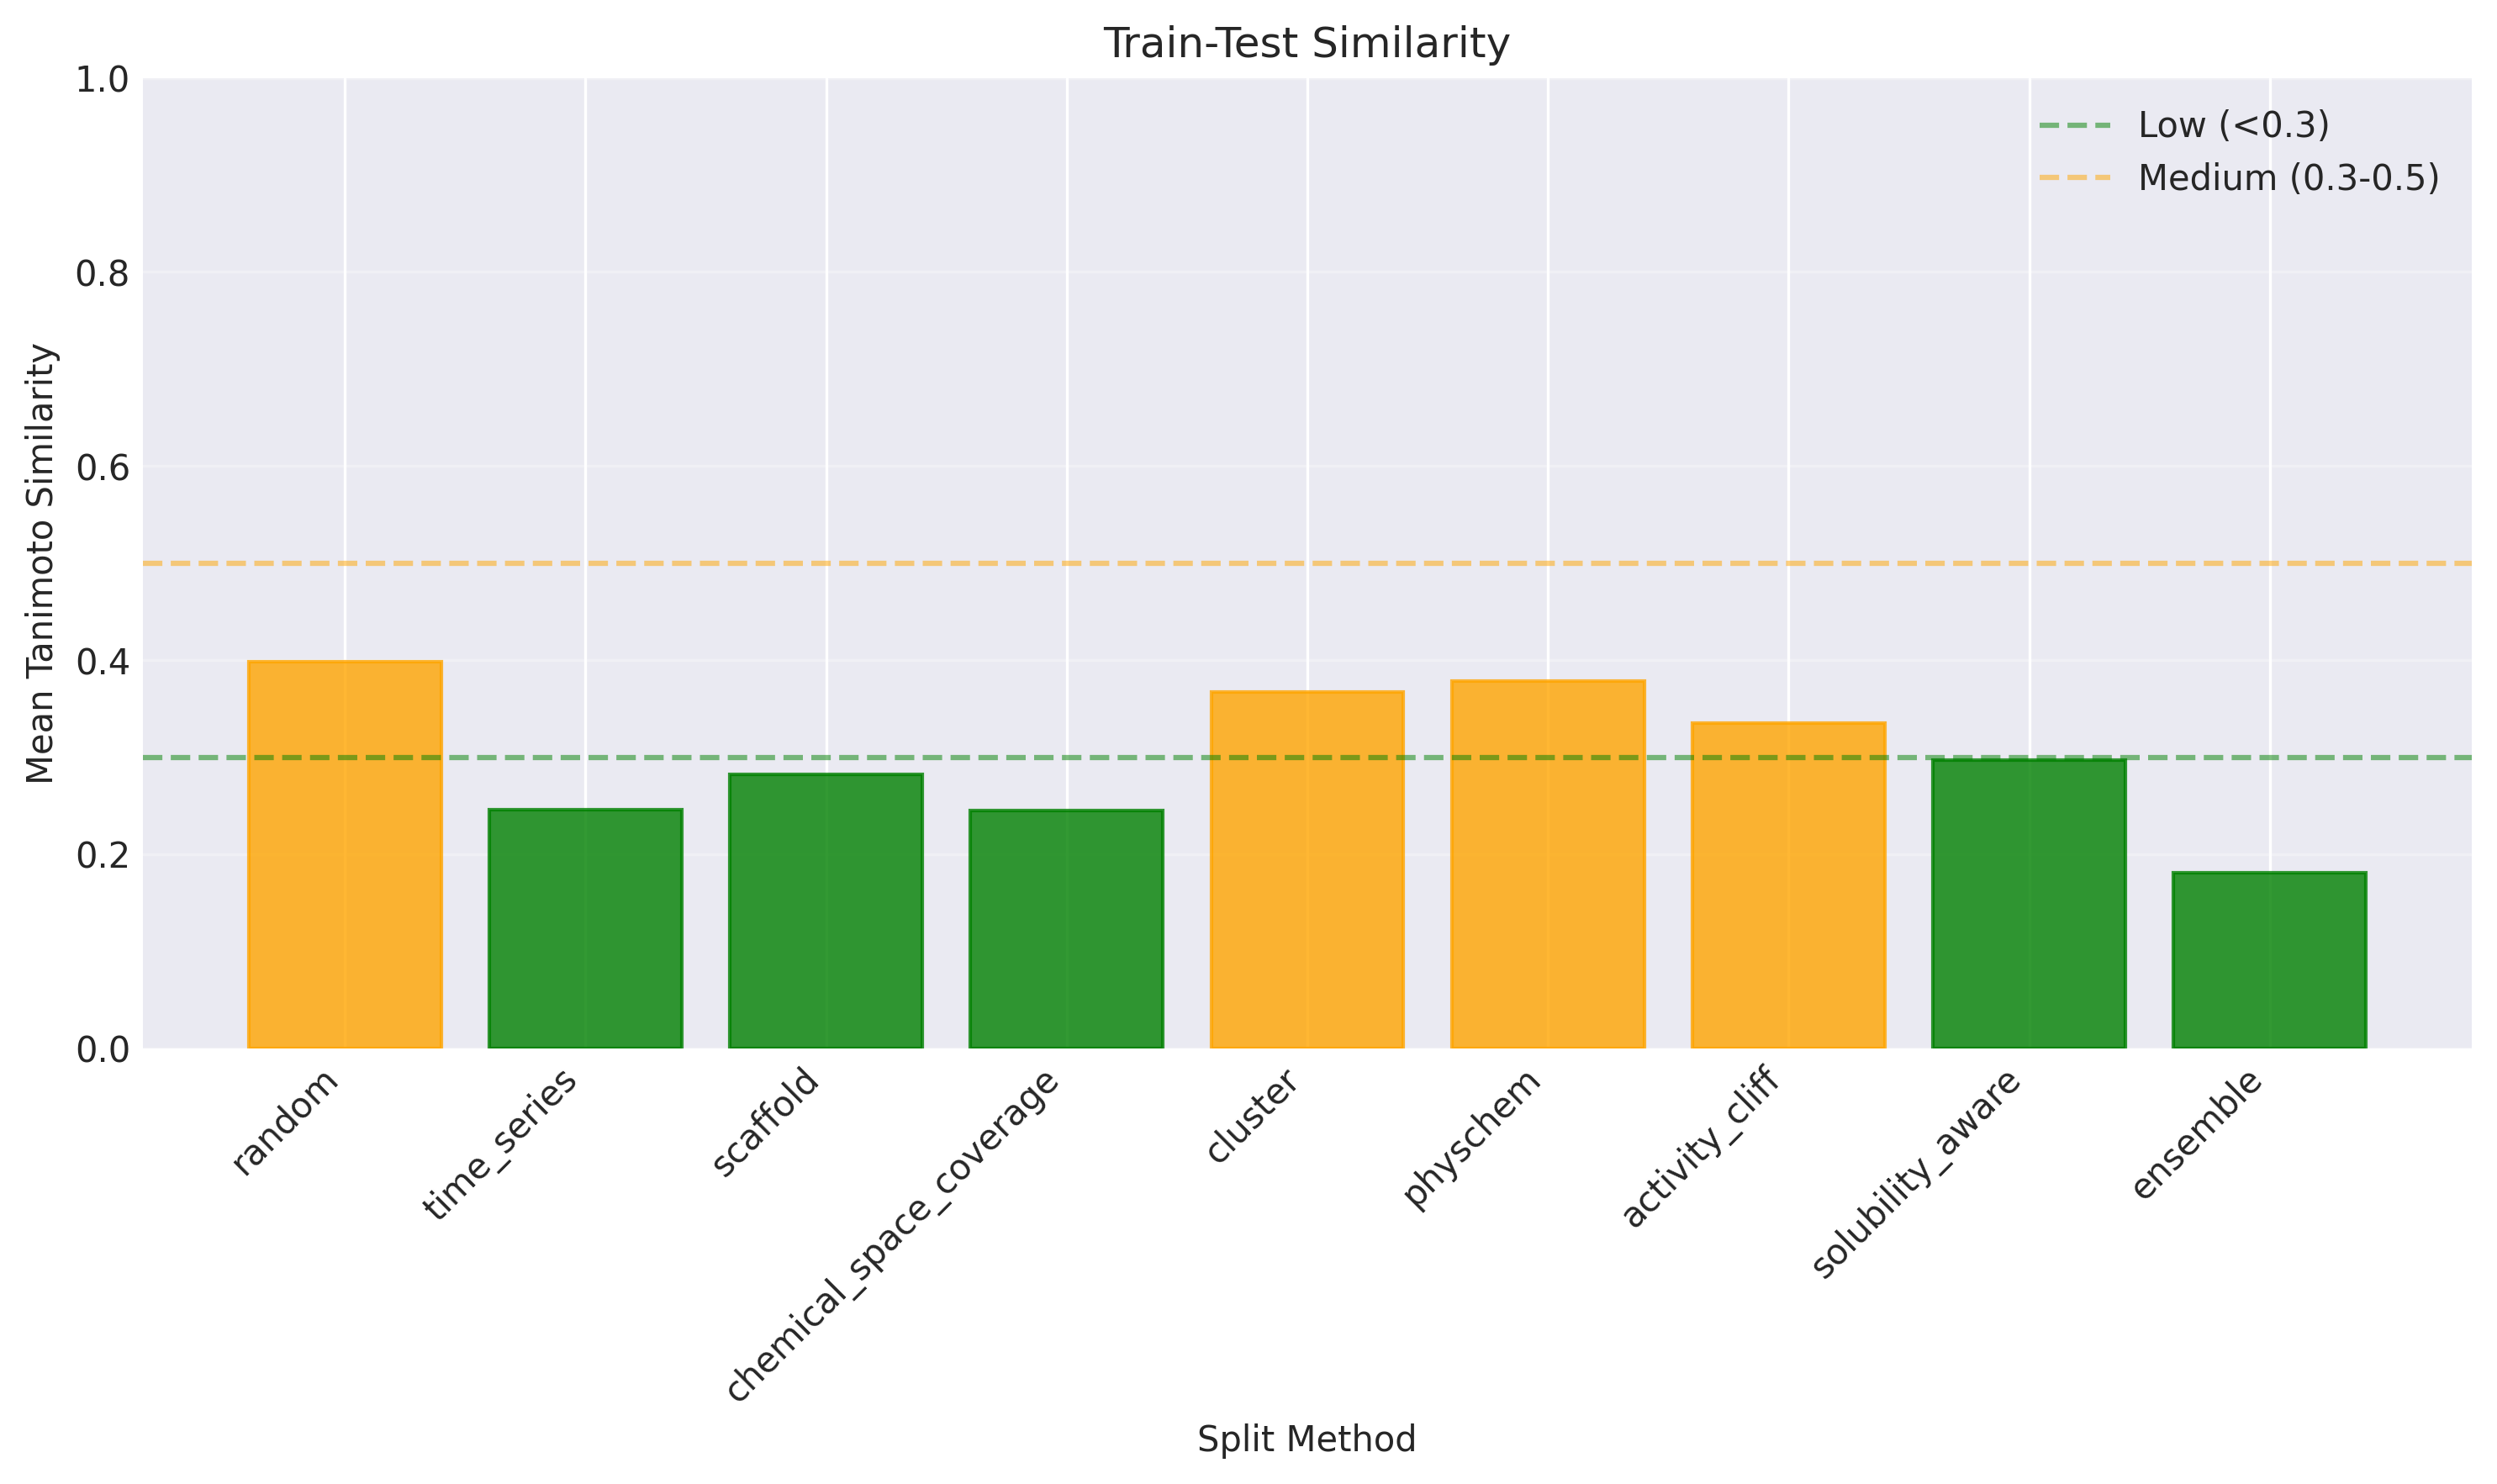 Train-Test Similarity
Low (<0.3)
Medium (0.3-0.5)
Mean Tanimoto Similarity
1.0
0.8
0.6
0.4
0.2
0.0
random
time_series
scaffold
chemical_space_coverage
cluster
physchem
activity_cliff
solubility_aware
ensemble
Split Method